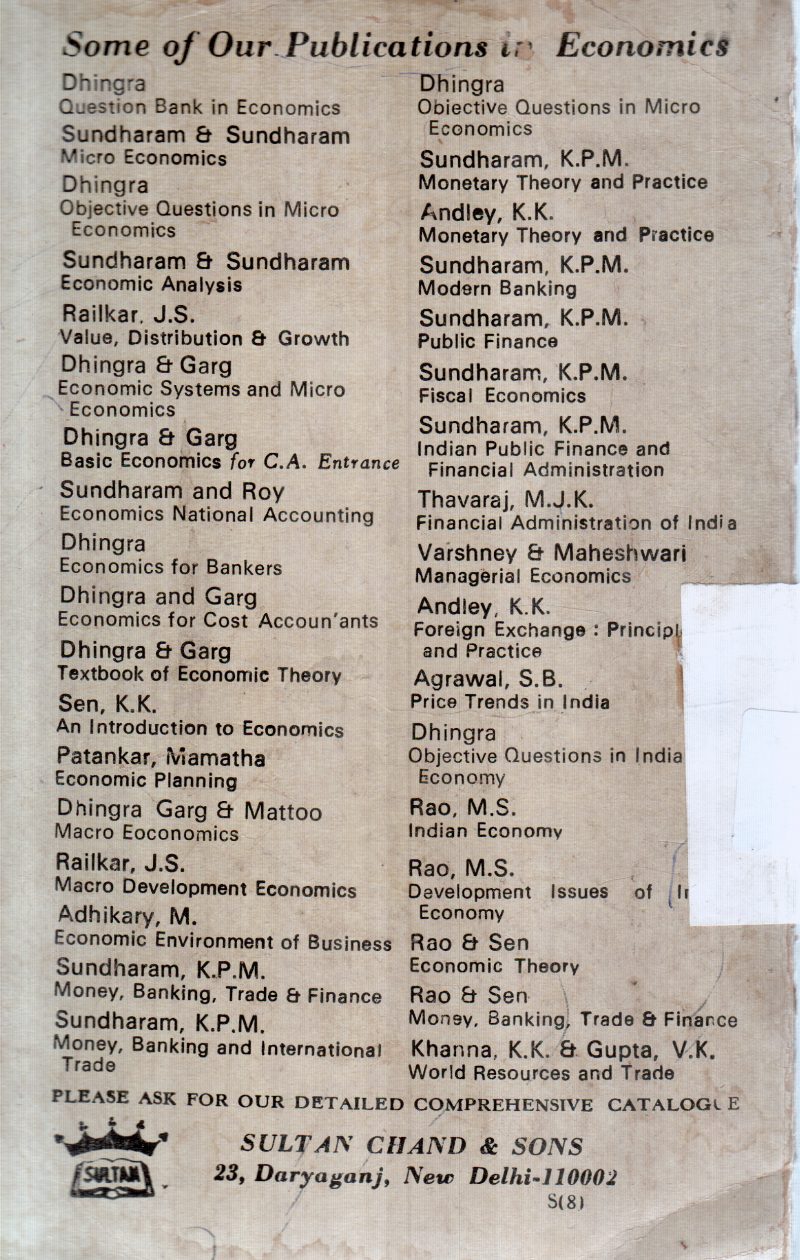 Some of Our Publications in Economics
Dhingra
Question Bank in Economics
Sundharam & Sundharam
Micro Economics
Dhingra
Objective Questions in Micro
Economics
Sundharam & Sundharam
Economic Analysis
Railkar, J.S.
Value, Distribution & Growth
Dhingra & Garg
Economic Systems and Micro
Economics
Dhingra & Garg
Basic Economics for C.A. Entrance
Sundharam and Roy
Economics National Accounting
Dhingra
Economics for Bankers
Dhingra and Garg
Economics for Cost Accoun'ants
Dhingra & Garg
Textbook of Economic Theory
Sen, K.K.
An Introduction to Economics
Patankar, Mamatha
Economic Planning
Dhingra Garg & Mattoo
Macro Eoconomics
Railkar, J.S.
Macro Development Economics
Adhikary, M.
Economic Environment of Business
Sundharam, K.P.M.
Money, Banking, Trade & Finance
Sundharam, K.P.M.
Money, Banking and International
Trade
Dhingra
Objective Questions in Micro
Economics
Sundharam, K.P.M.
Monetary Theory and Practice
Andley, K.K.
Monetary Theory and Practice
Sundharam, K.P.M.
Modern Banking
Sundharam, K.P.M.
Public Finance
Sundharam, K.P.M.
Fiscal Economics
Sundharam, K.P.M.
Indian Public Finance and
Financial Administration
Thavaraj, M.J.K.
Financial Administration of India
Varshney & Maheshwari
Managerial Economics
Andley, K.K.
Foreign Exchange : Principl
and Practice
Agrawal, S.B.
Price Trends in India
Dhingra
Objective Questions in India
Economy
Rao, M.S.
Indian Economy
Rao, M.S.
Development Issues of
Economy
Rao & Sen
Economic Theory
Rao & Sen
Money, Banking, Trade & Finance
Khanna, K.K. & Gupta, V.K.
World Resources and Trade
PLEASE ASK FOR OUR DETAILED COMPREHENSIVE CATALOGUE
SULTAN
SULTAN CHAND & SONS
23, Daryaganj, New Delhi-110002
S(8)